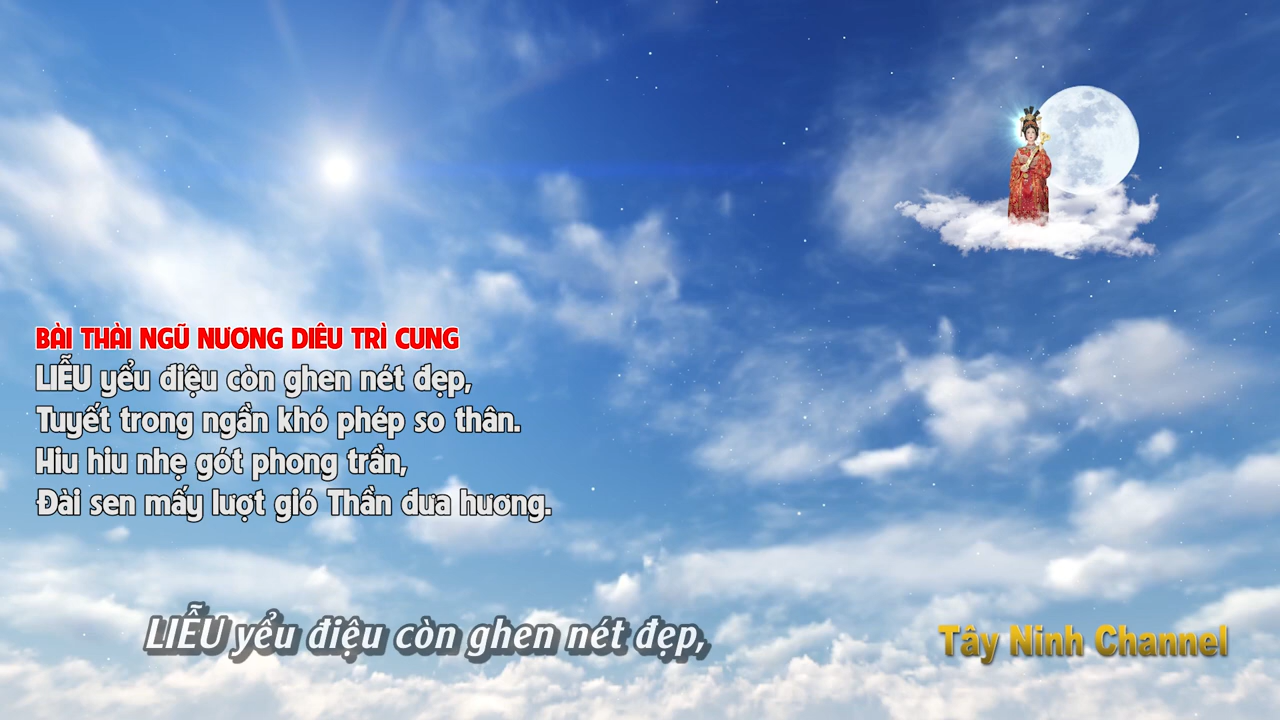 BÀI THÀI NGŨ NƯƠNG DIÊU TRÌ CUNG
LIỄU yểu điệu còn ghen nét đẹp,
Tuyết trong ngần khó phép so thân.
Hiu hiu nhẹ gót phong trần,
Đài sen mấy lượt gió Thần đưa hương.
LIỄU yểu điệu còn ghen nét đẹp,
Tây Ninh Channel